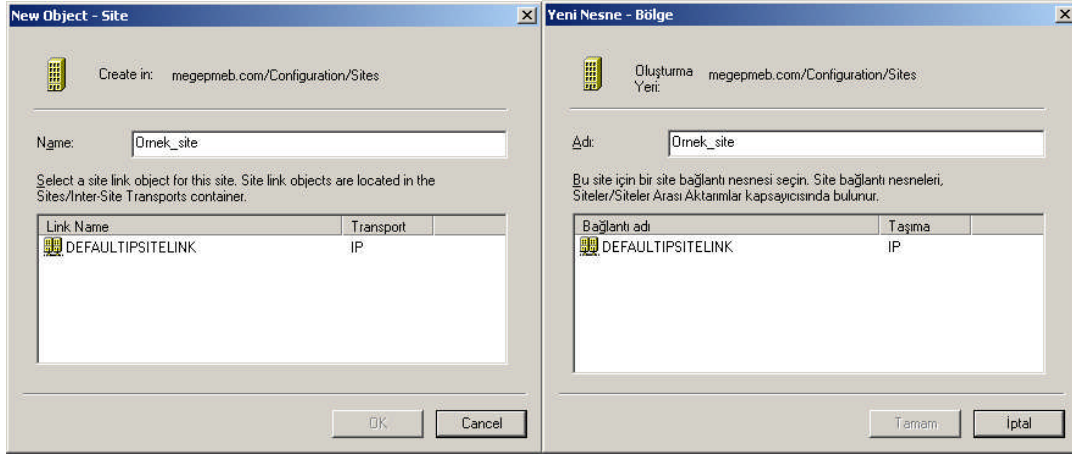 New Object - Site
Create in: megepmeb.com/Configuration/Sites
Name: Ornek_site
Select a site link object for this site. Site link objects are located in the
Sites/Inter-Site Transports container.
Link Name Transport
DEFAULTIPSITELINK IP
OK Cancel
Yeni Nesne - Bölge
Oluşturma
Yeri: megepmeb.com/Configuration/Sites
Adı: Ornek_site
Bu site için bir site bağlantı nesnesi seçin. Site bağlantı nesneleri,
Siteler/Siteler Arası Aktarımlar kapsayıcısında bulunur.
Bağlantı adı Taşıma
DEFAULTIPSITELINK IP
Tamam İptal